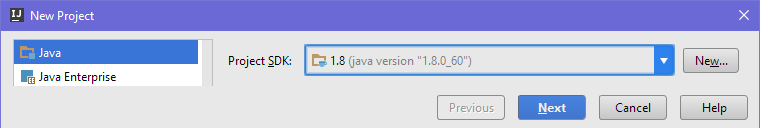 IJ New Project
Java
Java Enterprise
Project SDK: 1.8 (java version "1.8.0_60") New...
Previous Next Cancel Help